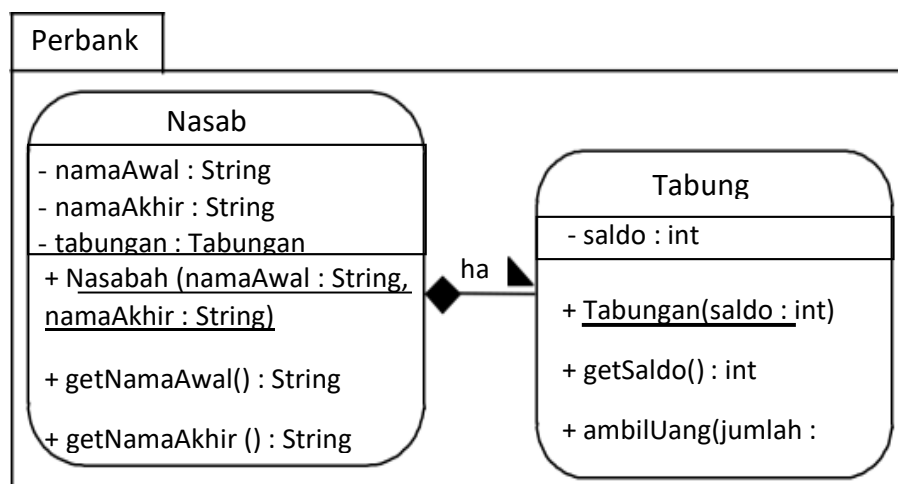 Perbank
Nasab
- namaAwal : String
- namaAkhir : String
- tabungan : Tabungan
+ Nasabah (namaAwal : String,
namaAkhir : String)
+ getNamaAwal() : String
+ getNamaAkhir () : String
ha
Tabung
- saldo : int
+ Tabungan(saldo : int)
+ getSaldo() : int
+ ambilUang(jumlah :